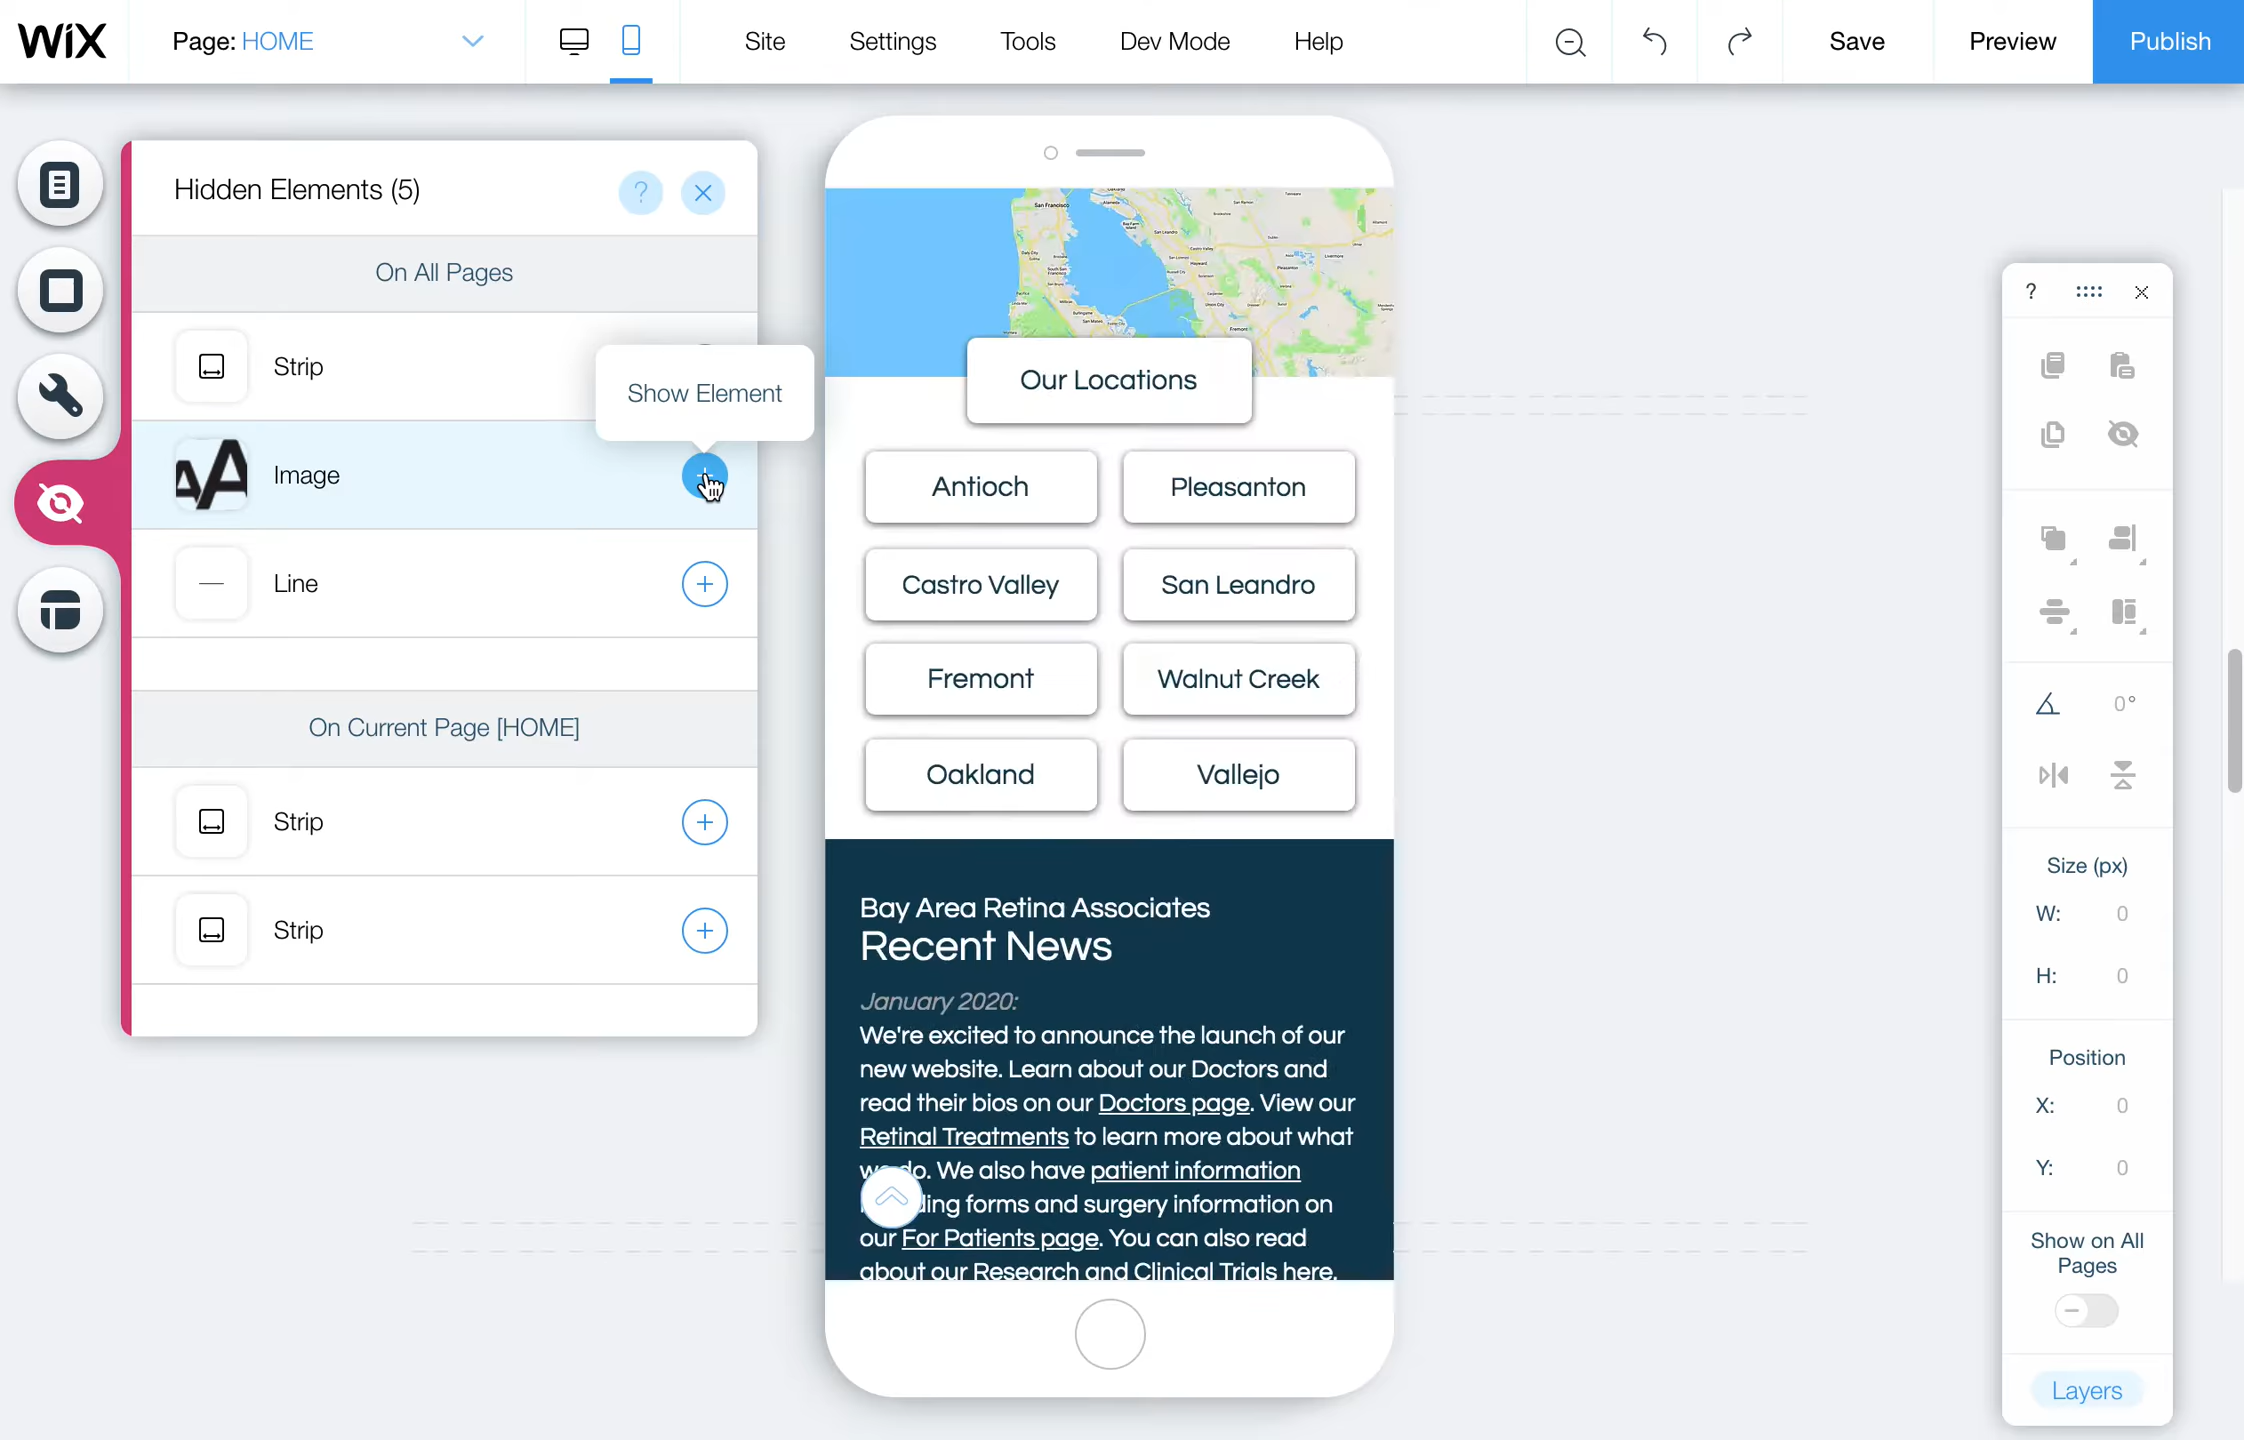 WiX
Page: HOME
Site
Settings
Tools
Dev Mode
Help
Save
Preview
Publish
Hidden Elements (5)
?
On All Pages
Strip
Show Element
AA
Image
Line
On Current Page [HOME]
Strip
Strip
San Francisco
Our Locations
Antioch
Pleasanton
Castro Valley
San Leandro
Fremont
Walnut Creek
Oakland
Vallejo
Bay Area Retina Associates
Recent News
January 2020:
We're excited to announce the launch of our
new website. Learn about our Doctors and
read their bios on our Doctors page. View our
Retinal Treatments to learn more about what
do. We also have patient information
ding forms and surgery information on
our For Patients page. You can also read
about our Research and Clinical Trials here.
?
0°
Size (px)
W: 0
H: 0
Position
X: 0
Y: 0
Show on All
Pages
Layers